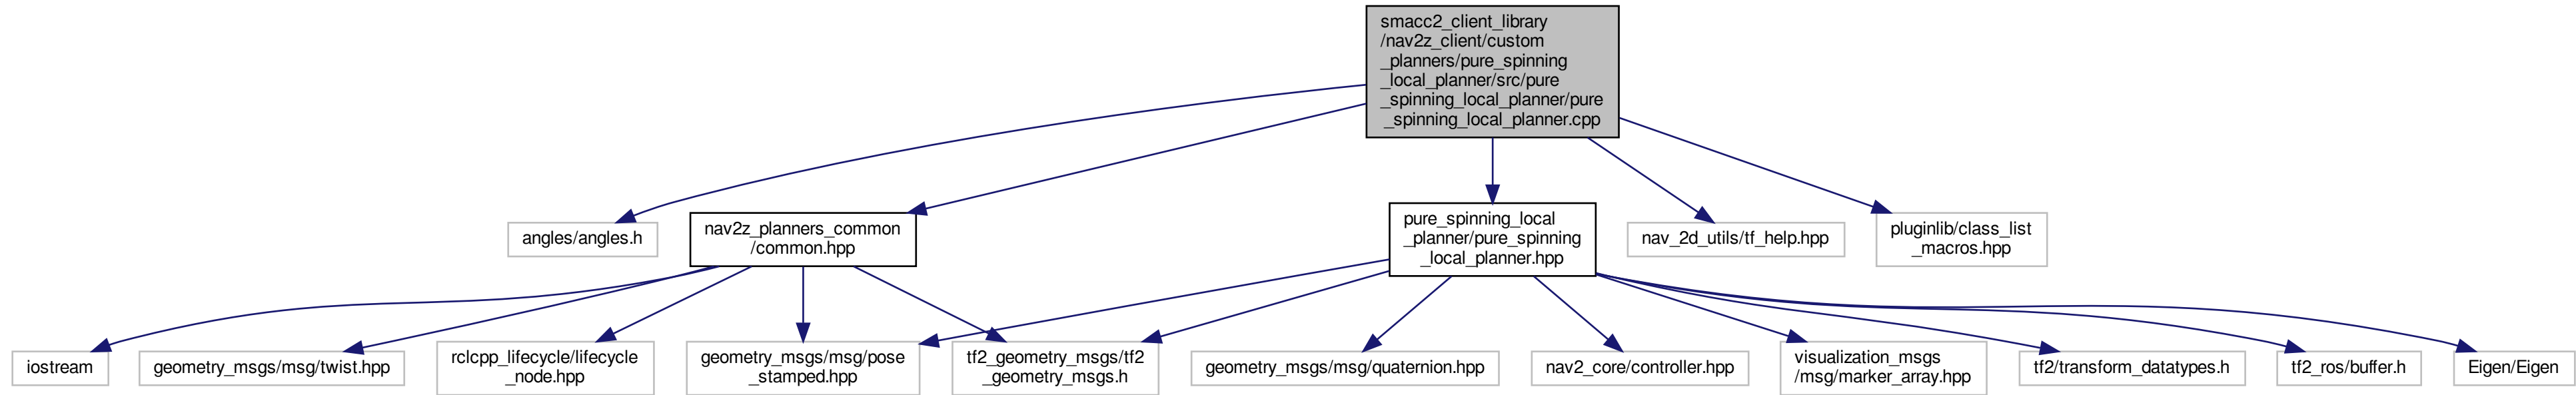 smacc2_client_library
/nav2z_client/custom
_planners/pure_spinning
_local_planner/src/pure
_spinning_local_planner/pure
_spinning_local_planner.cpp
angles/angles.h
nav2z_planners_common
/common.hpp
pure_spinning_local
_planner/pure_spinning
_local_planner.hpp
nav_2d_utils/tf_help.hpp
pluginlib/class_list
_macros.hpp
iostream
geometry_msgs/msg/twist.hpp
rclcpp_lifecycle/lifecycle
_node.hpp
geometry_msgs/msg/pose
_stamped.hpp
tf2_geometry_msgs/tf2
_geometry_msgs.h
geometry_msgs/msg/quaternion.hpp
nav2_core/controller.hpp
visualization_msgs
/msg/marker_array.hpp
tf2/transform_datatypes.h
tf2_ros/buffer.h
Eigen/Eigen